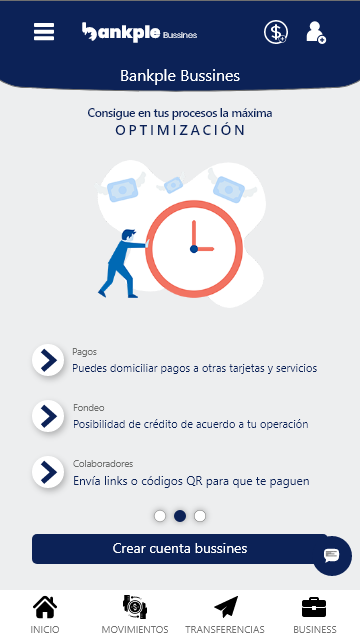 Bankple Bussines
Bankple Bussines
Consigue en tus procesos la máxima
OPTIMIZACIÓN
Pagos
Puedes domiciliar pagos a otras tarjetas y servicios
Fondeo
Posibilidad de crédito de acuerdo a tu operación
Colaboradores
Envía links o códigos QR para que te paguen
Crear cuenta bussines
INICIO MOVIMIENTOS TRANSFERENCIAS BUSINESS